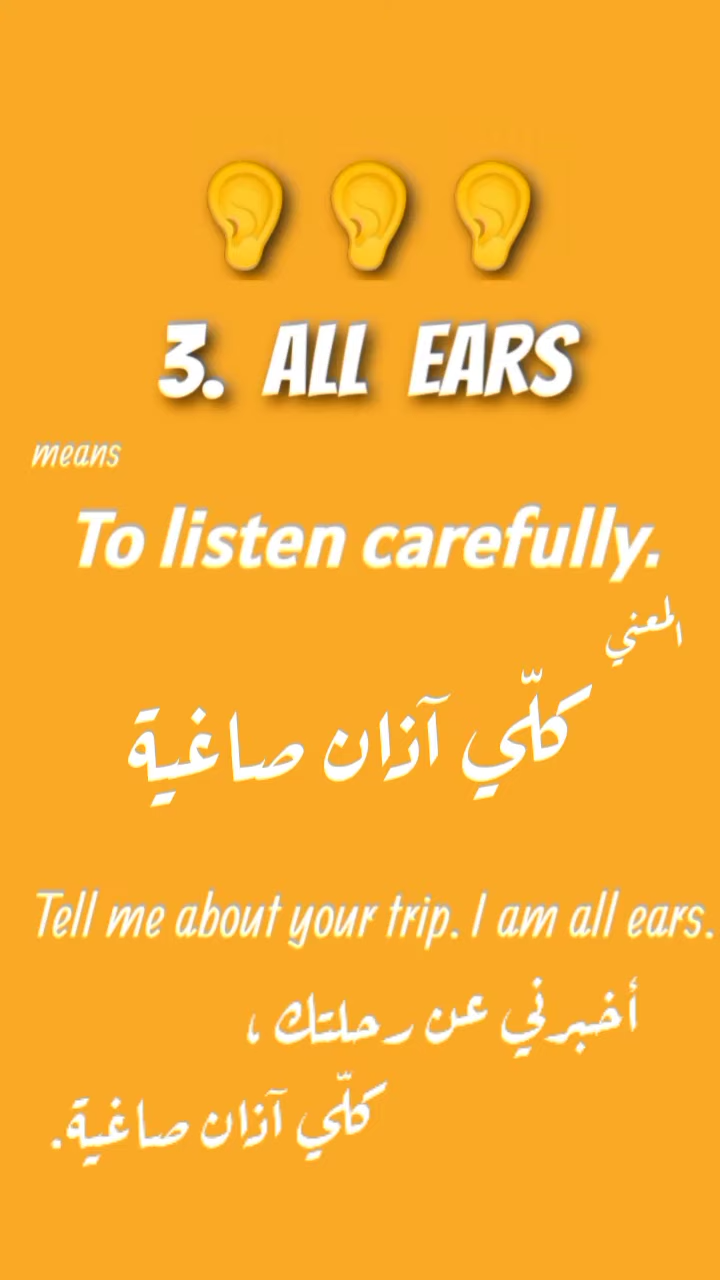 3. ALL EARS
means
To listen carefully.
المعني
كلّي آذان صاغية
Tell me about your trip. I am all ears.
أخبرني عن رحلتك ،
كلّي آذان صاغية.